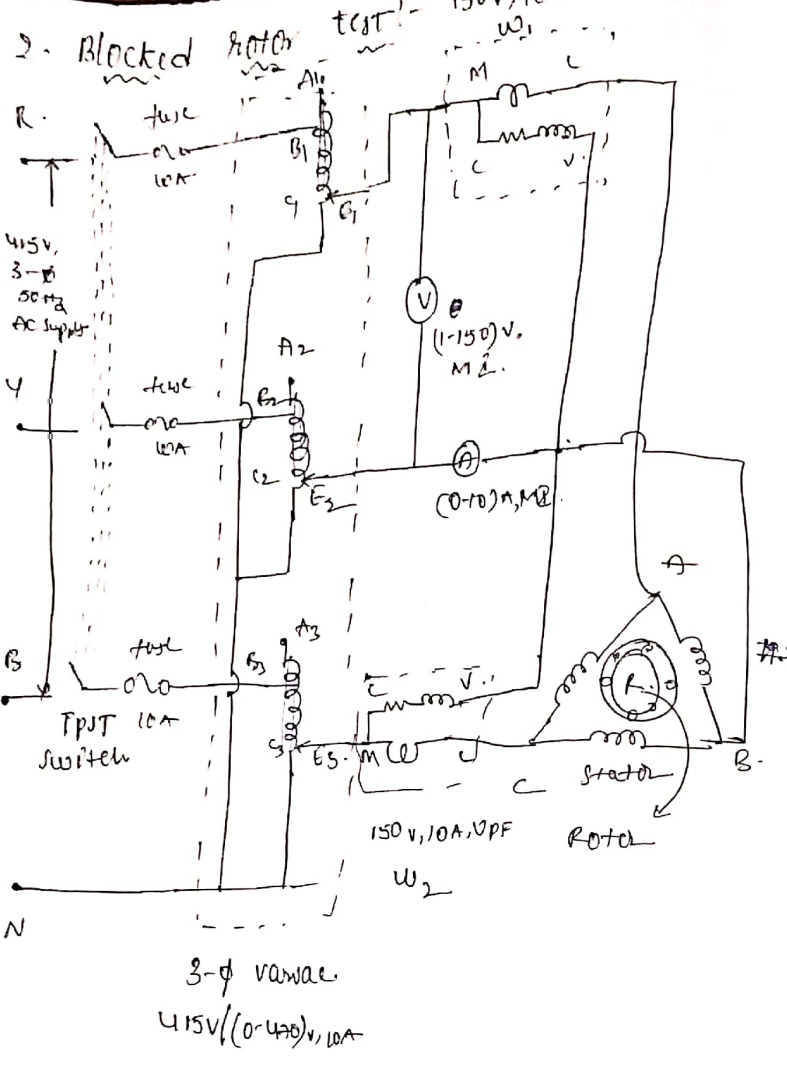 2. Blocked rotor test :- 150V, 10
W1
M L
C V
A1
R.
fuse
10A
B1
C1
E1
415V,
3-φ
50Hz
AC Supply
V
(1-150)V.
MI.
A2
Y
fuse
10A
B2
C2
E2
A
(0-10)A, MI.
A
A3
B
fuse
10A
B3
C3
E3.
TPST
Switch
C V
M L
C
R.
B.
Stator
Rotor
150V, 10A, UPF
W2
N
3-φ variac
415V/(0-470)V, 10A